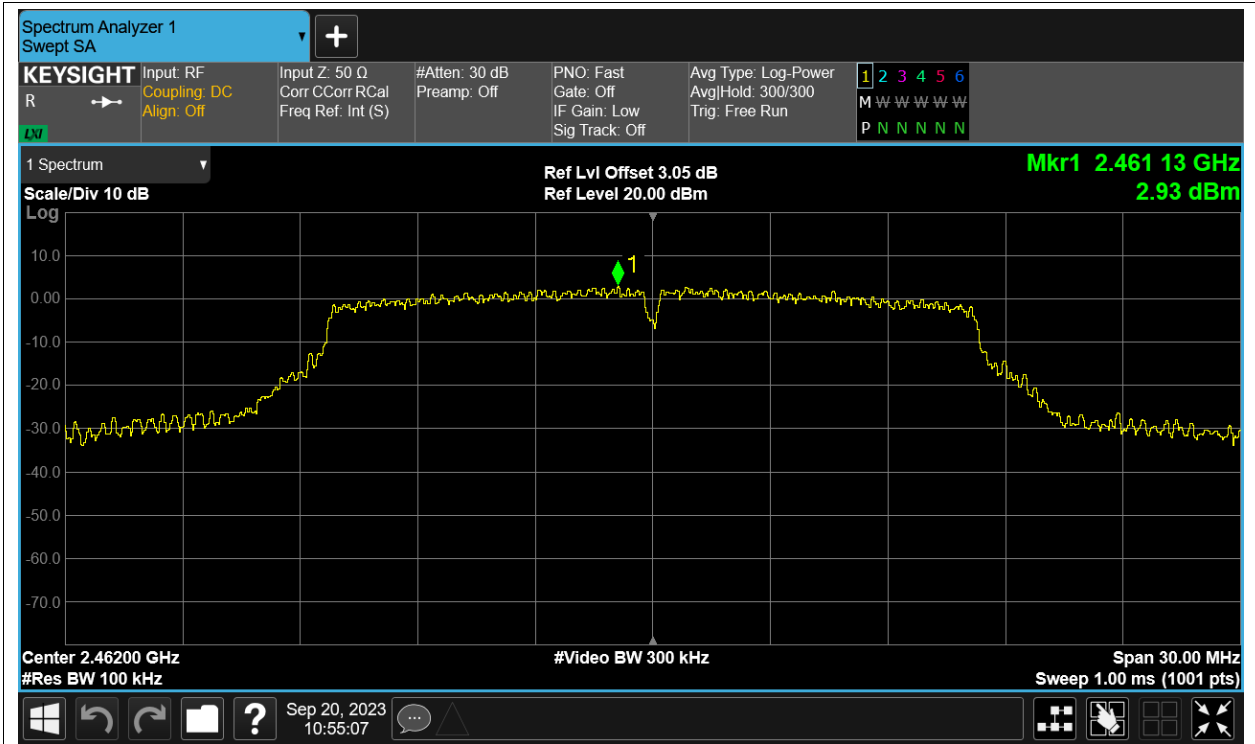 Spectrum Analyzer 1
Swept SA
+
KEYSIGHT
R
LXI
Input: RF
Coupling: DC
Align: Off
Input Z: 50 Ω
Corr CCorr RCal
Freq Ref: Int (S)
#Atten: 30 dB
Preamp: Off
PNO: Fast
Gate: Off
IF Gain: Low
Sig Track: Off
Avg Type: Log-Power
Avg|Hold: 300/300
Trig: Free Run
1 2 3 4 5 6
M W W W W W
P N N N N N
1 Spectrum
Scale/Div 10 dB
Log
Ref Lvl Offset 3.05 dB
Ref Level 20.00 dBm
Mkr1 2.461 13 GHz
2.93 dBm
1
10.0
0.00
-10.0
-20.0
-30.0
-40.0
-50.0
-60.0
-70.0
Center 2.46200 GHz
#Res BW 100 kHz
#Video BW 300 kHz
Span 30.00 MHz
Sweep 1.00 ms (1001 pts)
?
Sep 20, 2023
10:55:07